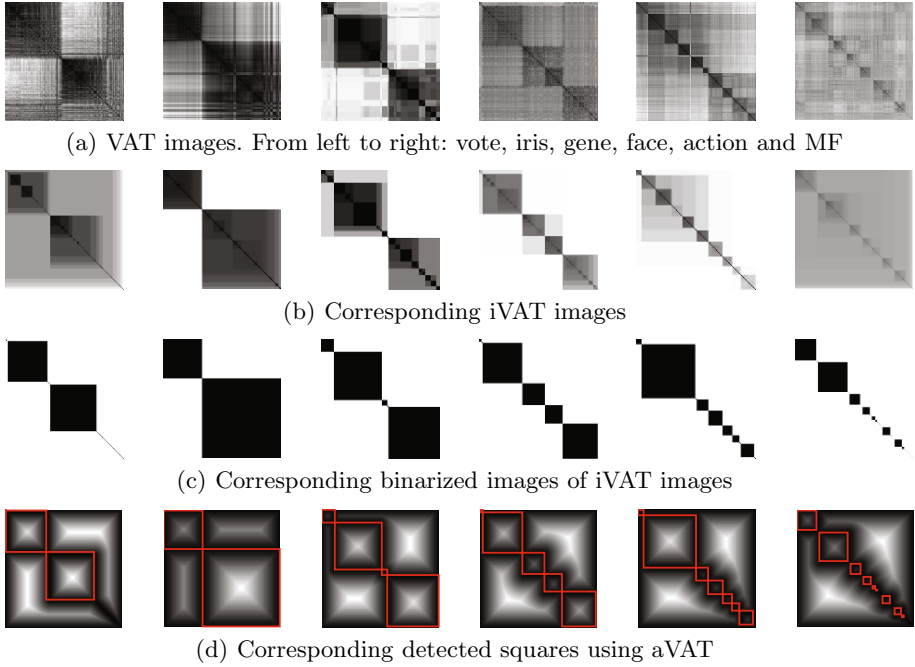 (a) VAT images. From left to right: vote, iris, gene, face, action and MF
(b) Corresponding iVAT images
(c) Corresponding binarized images of iVAT images
(d) Corresponding detected squares using aVAT